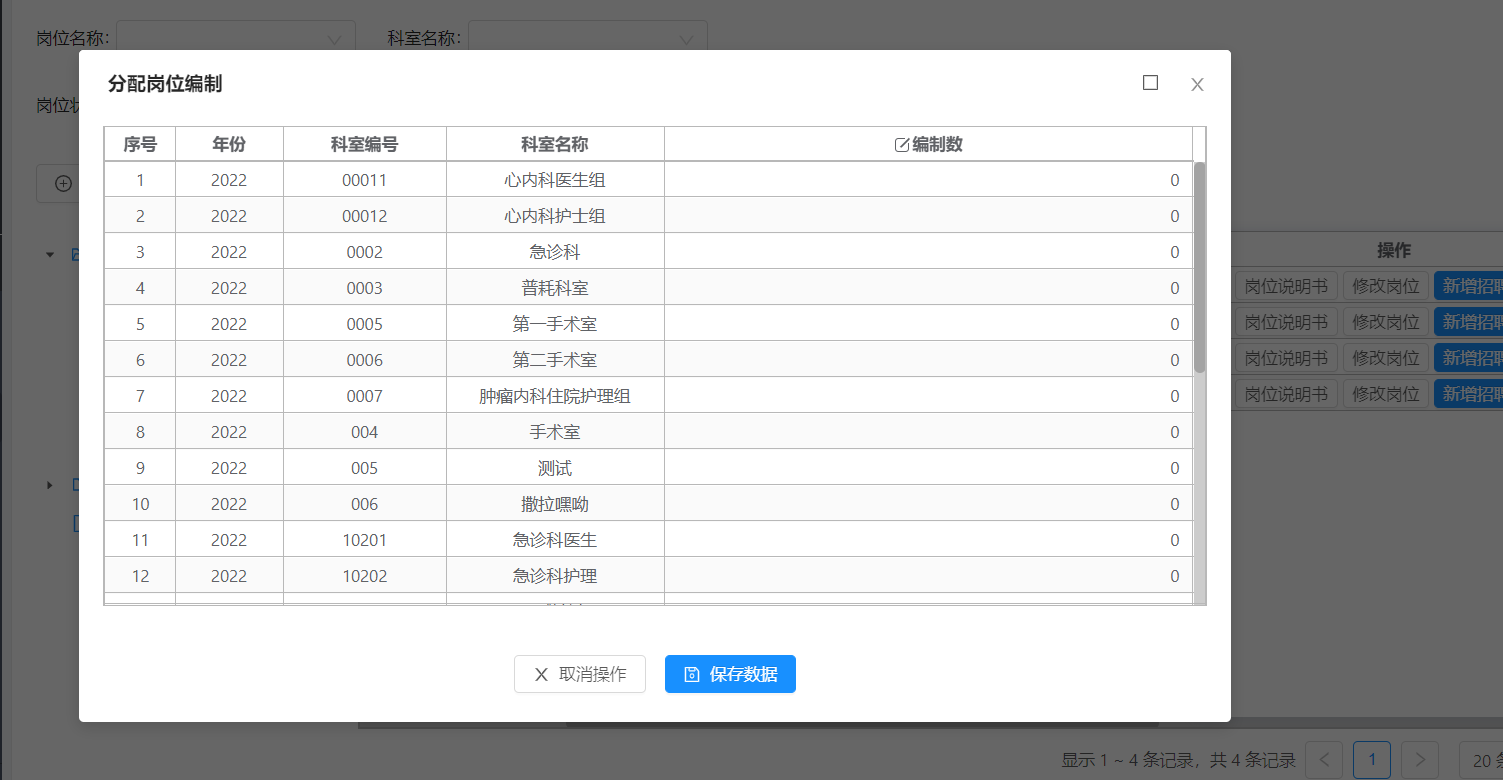 岗位名称:
科室名称:
分配岗位编制
岗位状
序号 年份 科室编号 科室名称 编制数
1 2022 00011 心内科医生组 0
2 2022 00012 心内科护士组 0
3 2022 0002 急诊科 0
4 2022 0003 普耗科室 0
5 2022 0005 第一手术室 0
6 2022 0006 第二手术室 0
7 2022 0007 肿瘤内科住院护理组 0
8 2022 004 手术室 0
9 2022 005 测试 0
10 2022 006 撒拉嘿呦 0
11 2022 10201 急诊科医生 0
12 2022 10202 急诊科护理 0
操作
岗位说明书 修改岗位 新增招聘
岗位说明书 修改岗位 新增招聘
岗位说明书 修改岗位 新增招聘
岗位说明书 修改岗位 新增招聘
取消操作 保存数据
显示 1 ~ 4 条记录，共 4 条记录 1 20 条